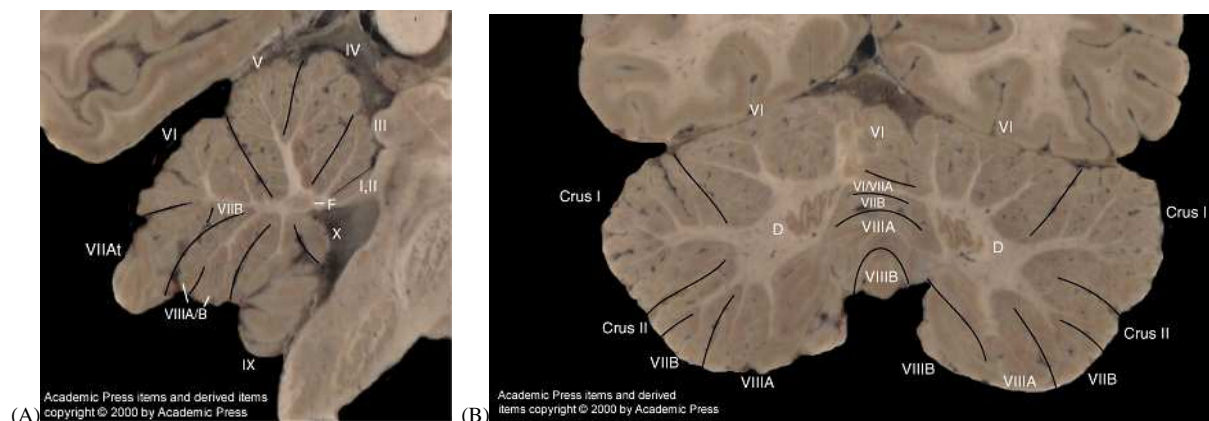 IV
V
III
VI
I,II
F
VIIB
X
VIIAt
VIIIA/B
IX
Academic Press items and derived items
copyright © 2000 by Academic Press
(A)
VI
VI
VI
Crus I
VI/VIIA
Crus I
VIIB
VIIIA
D
D
VIIIB
Crus II
Crus II
VIIB
VIIIA
VIIIB
VIIIA
VIIB
Academic Press items and derived
items copyright © 2000 by Academic Press
(B)